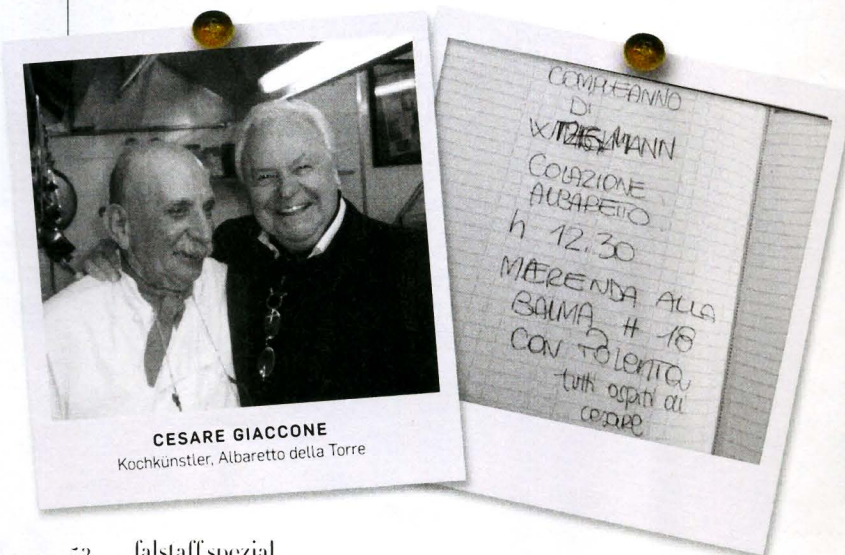 CESARE GIACCONE
Kochkünstler, Albaretto della Torre
COMPLEANNO
DI
COLAZIONE
ALBARETTO
h 12.30
MERENDA ALLA
BALMA H 18
CON
tutti ospiti di
cesare
falstaff spezial